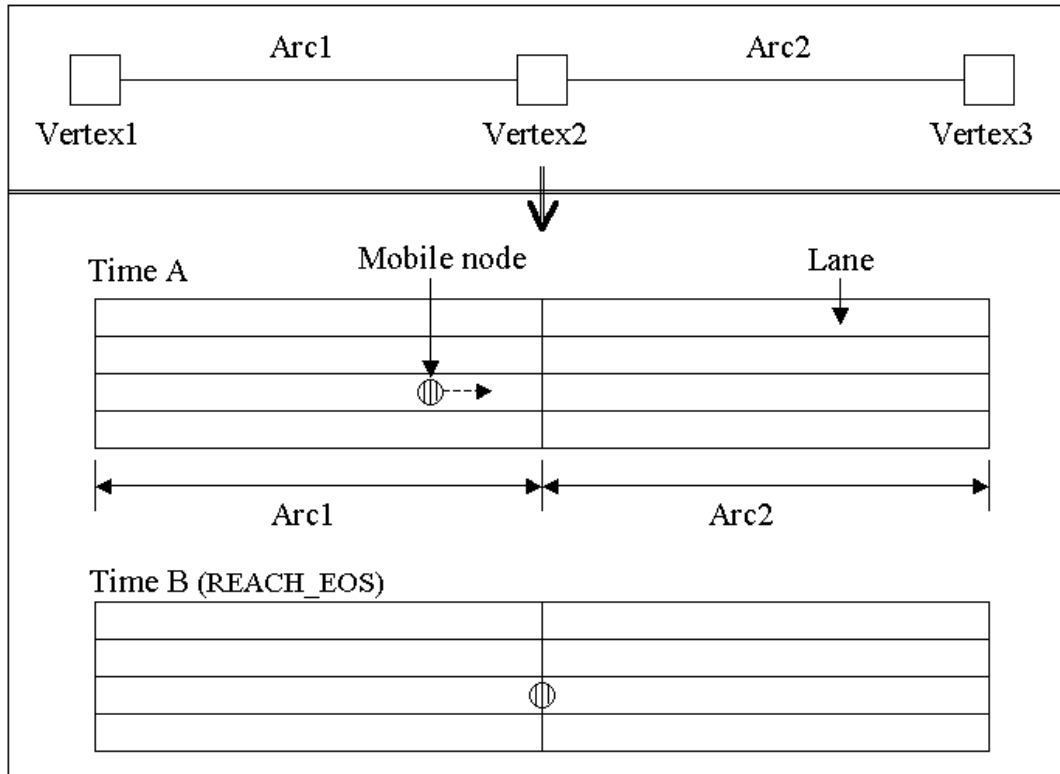 Arc1
Arc2
Vertex1
Vertex2
Vertex3
Time A
Mobile node
Lane
Arc1
Arc2
Time B (REACH_EOS)